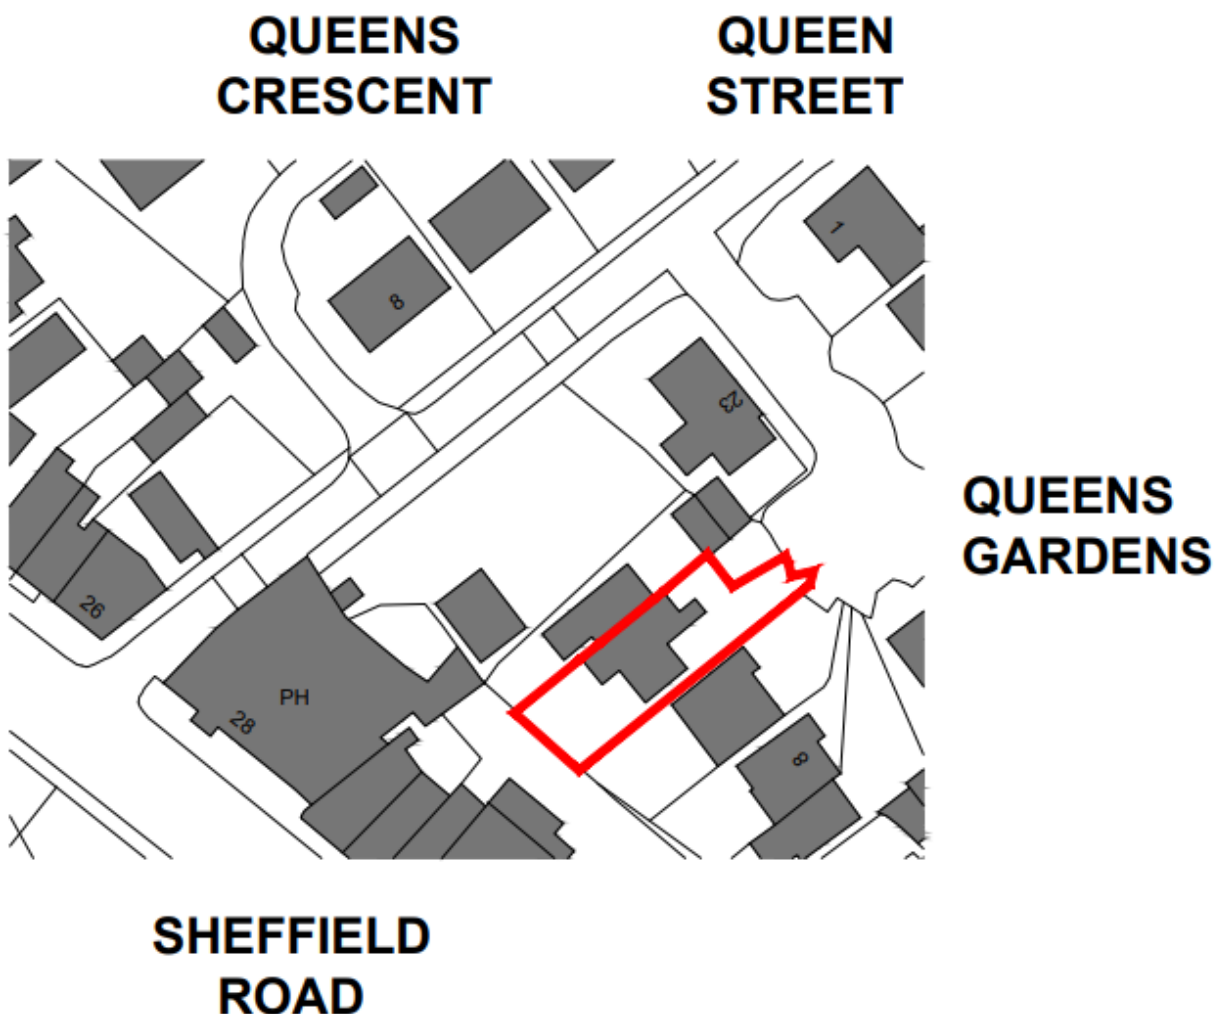 QUEENS
CRESCENT
QUEEN
STREET
1
8
23
QUEENS
GARDENS
26
PH
28
8
SHEFFIELD
ROAD